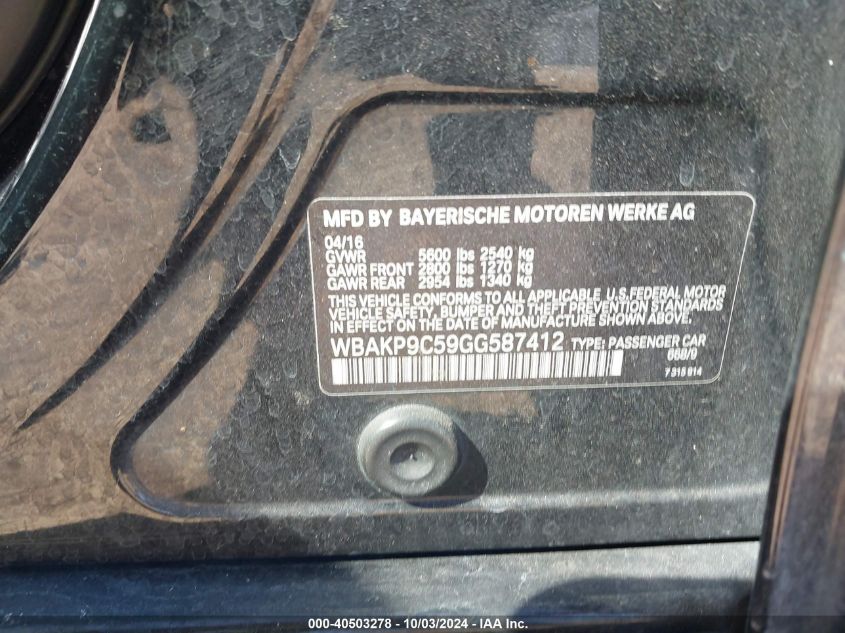 MFD BY BAYERISCHE MOTOREN WERKE AG
04/16
GVWR 5600 lbs 2540 kg
GAWR FRONT 2800 lbs 1270 kg
GAWR REAR 2954 lbs 1340 kg
THIS VEHICLE CONFORMS TO ALL APPLICABLE U.S.FEDERAL MOTOR
VEHICLE SAFETY, BUMPER AND THEFT PREVENTION STANDARDS
IN EFFECT ON THE DATE OF MANUFACTURE SHOWN ABOVE.
WBAKP9C59GG587412 TYPE: PASSENGER CAR
668/9
7 315 914
000-40503278 - 10/03/2024 - IAA Inc.